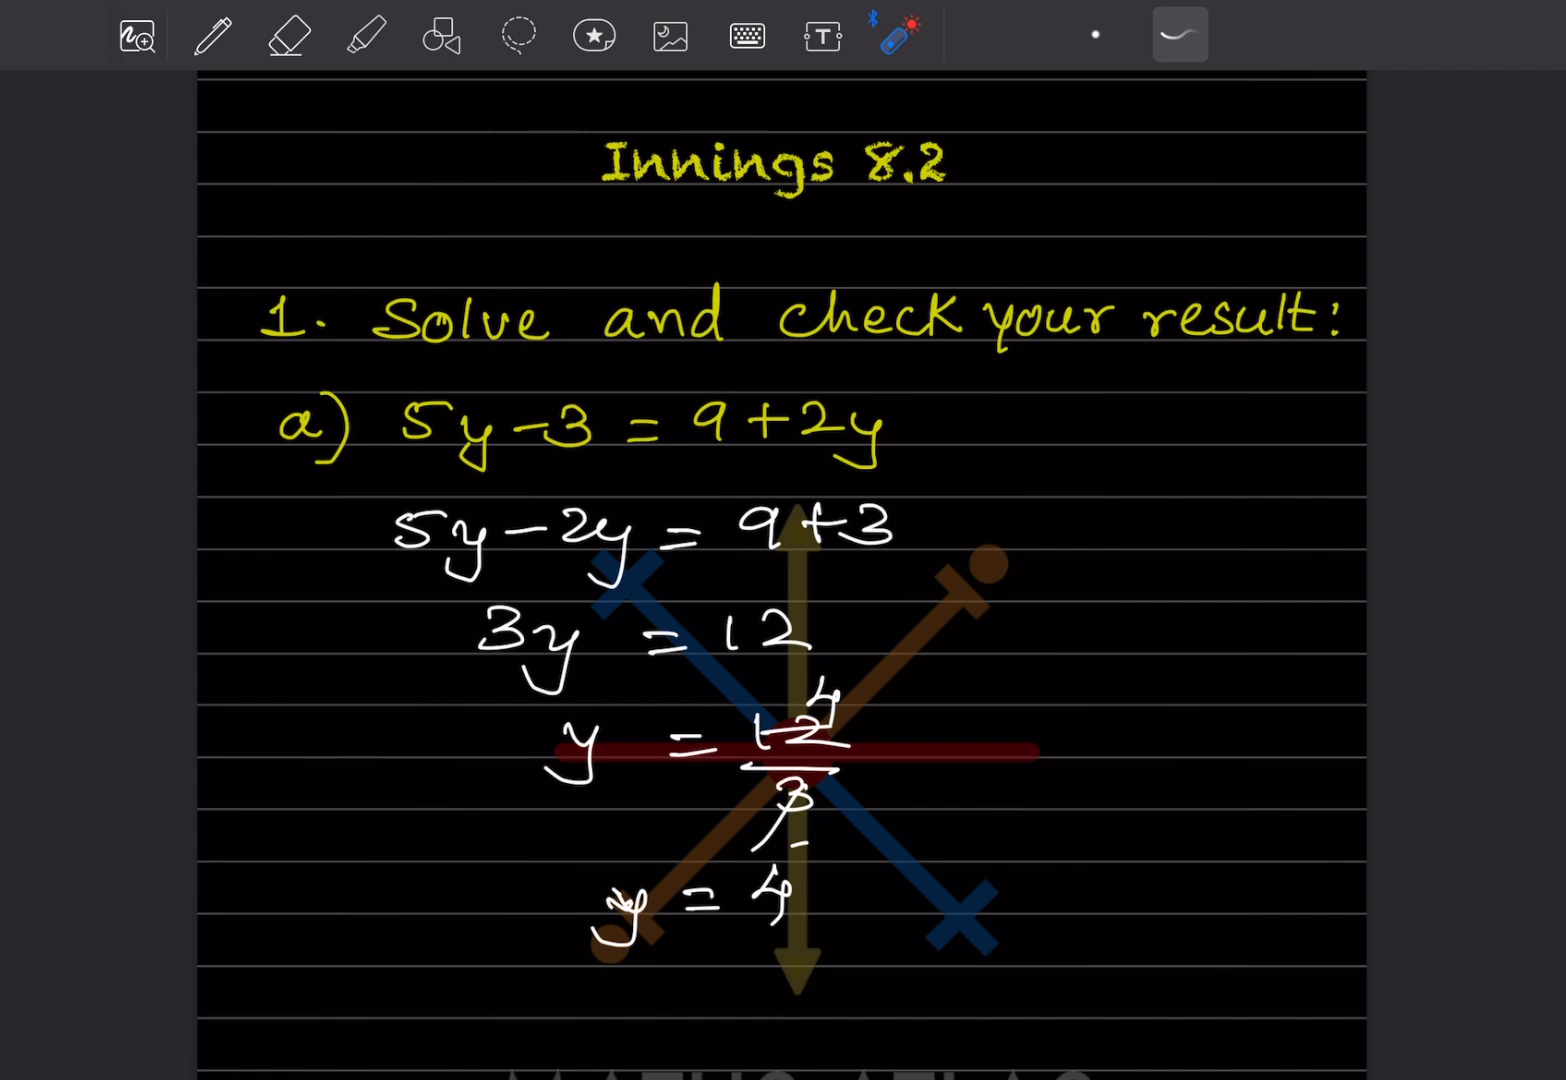 Innings 8.2
1. Solve and check your result:
a) 5y-3 = 9+2y
5y-2y = 9+3
3y = 12
y = 12/3 4
y = 4